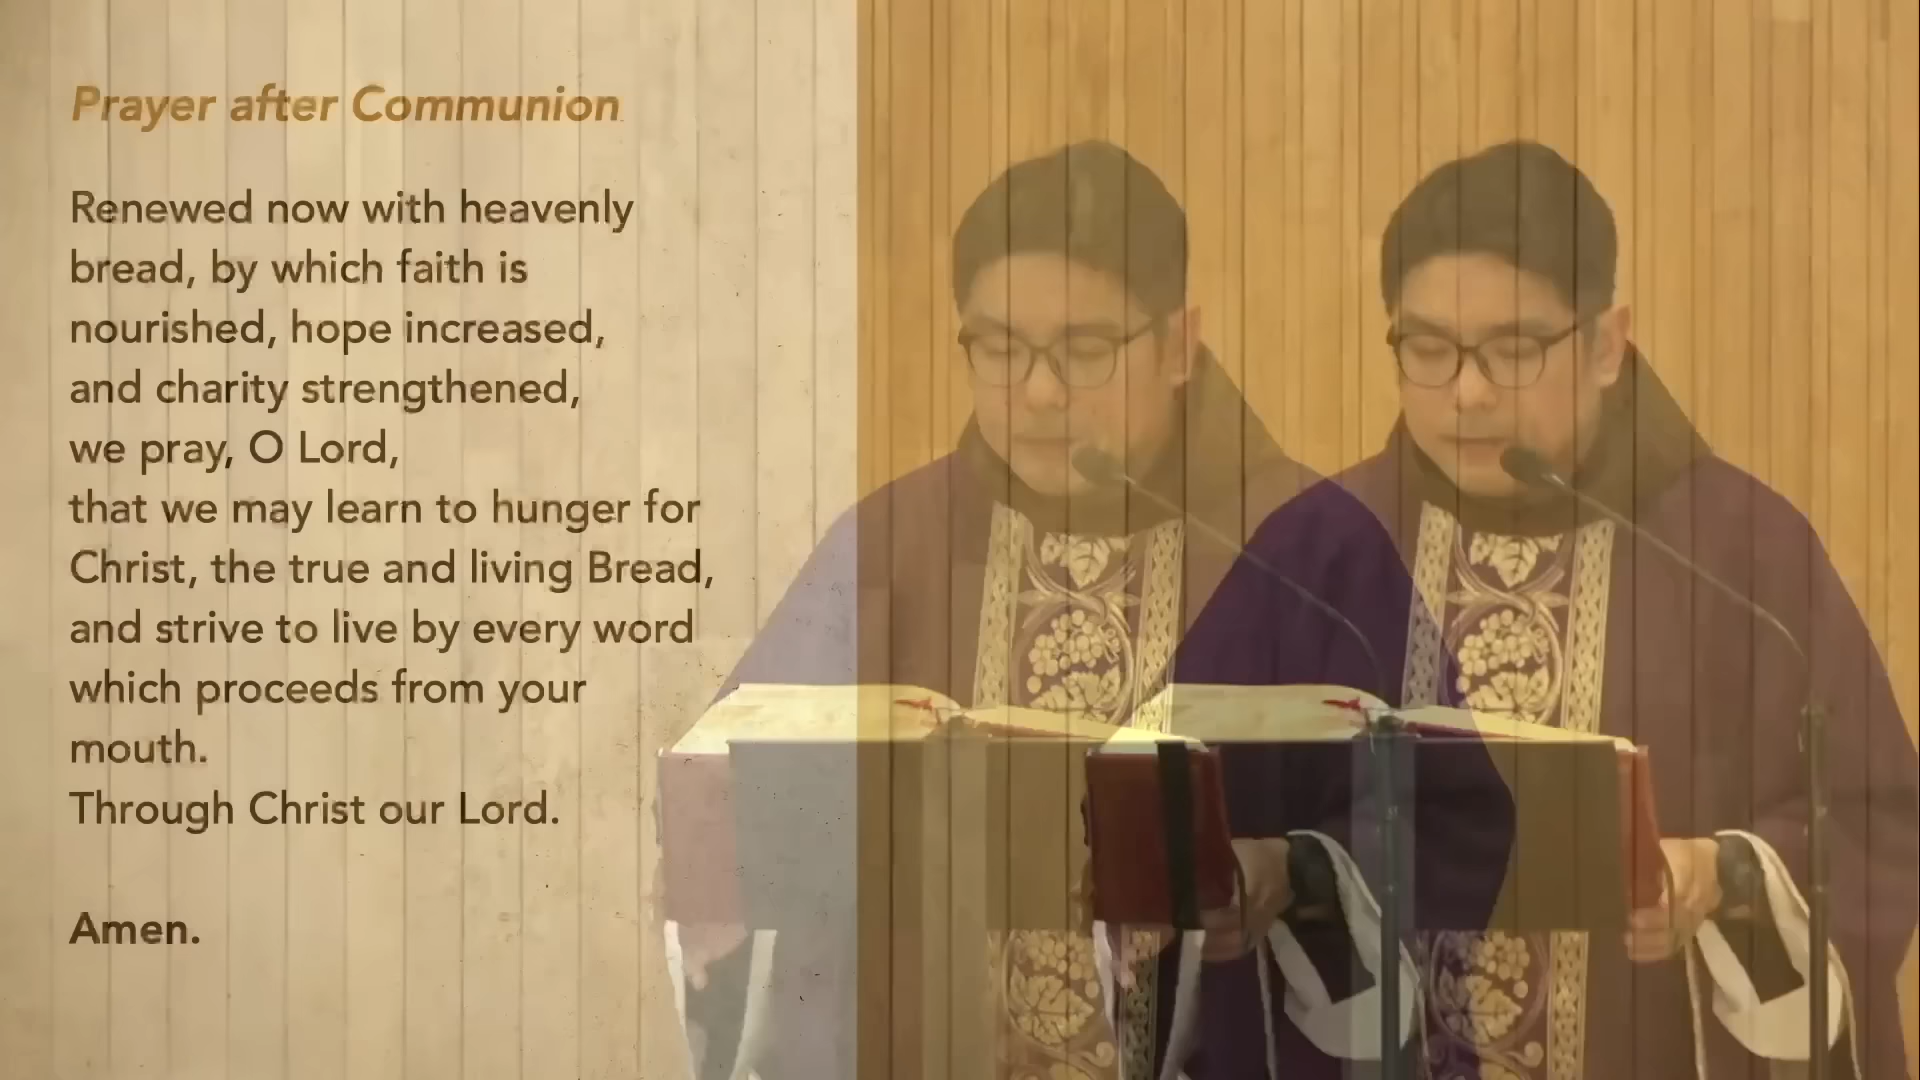 Prayer after Communion
Renewed now with heavenly
bread, by which faith is
nourished, hope increased,
and charity strengthened,
we pray, O Lord,
that we may learn to hunger for
Christ, the true and living Bread,
and strive to live by every word
which proceeds from your
mouth.
Through Christ our Lord.
Amen.